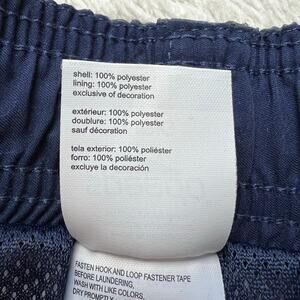 shell: 100% polyester
lining: 100% polyester
exclusive of decoration
extérieur: 100% polyester
doublure: 100% polyester
sauf décoration
tela exterior: 100% poliéster
forro: 100% poliéster
excluye la decoración
FASTEN HOOK AND LOOP FASTENER TAPE
BEFORE LAUNDERING,
WASH WITH LIKE COLORS,
DRY PROMPTLY